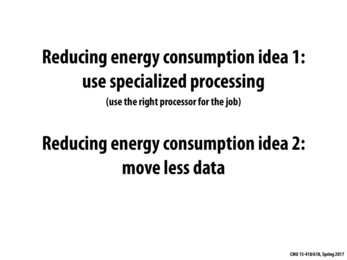 Reducing energy consumption idea 1:
use specialized processing
(use the right processor for the job)
Reducing energy consumption idea 2:
move less data
CMU 15-418/618, Spring 2017